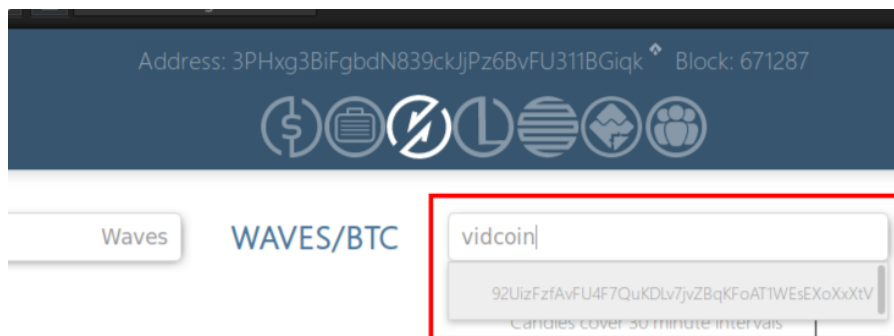 Address: 3PHxg3BiFgbdN839ckJjPz6BvFU311BGiqk Block: 671287
Waves WAVES/BTC vidcoin
92UizFzfAvFU4F7QuKDLv7jvZBqKFoAT1WEsEXoXxXtV
Candles cover 30 minute intervals